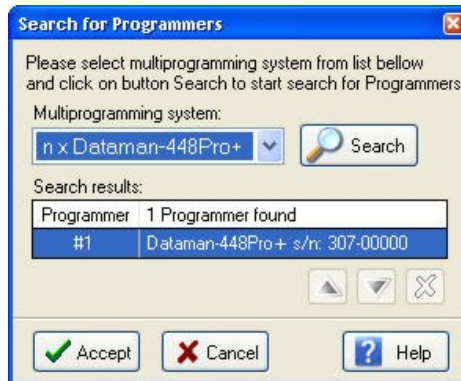 Search for Programmers
Please select multiprogramming system from list bellow
and click on button Search to start search for Programmers
Multiprogramming system:
n x Dataman-448Pro+
Search
Search results:
Programmer 1 Programmer found
#1 Dataman-448Pro+ s/n: 307-00000
Accept
Cancel
Help